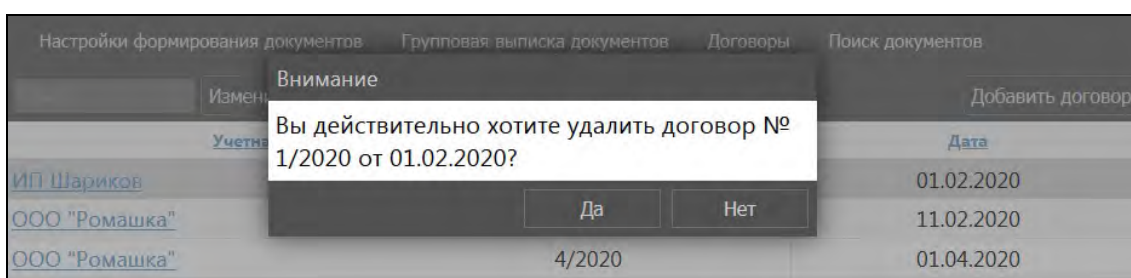 Настройки формирования документов Групповая выписка документов Договоры Поиск документов
Внимание
Добавить договор
Вы действительно хотите удалить договор №
1/2020 от 01.02.2020?
Дата
ИП Шариков 01.02.2020
Да Нет
ООО "Ромашка" 11.02.2020
ООО "Ромашка" 4/2020 01.04.2020